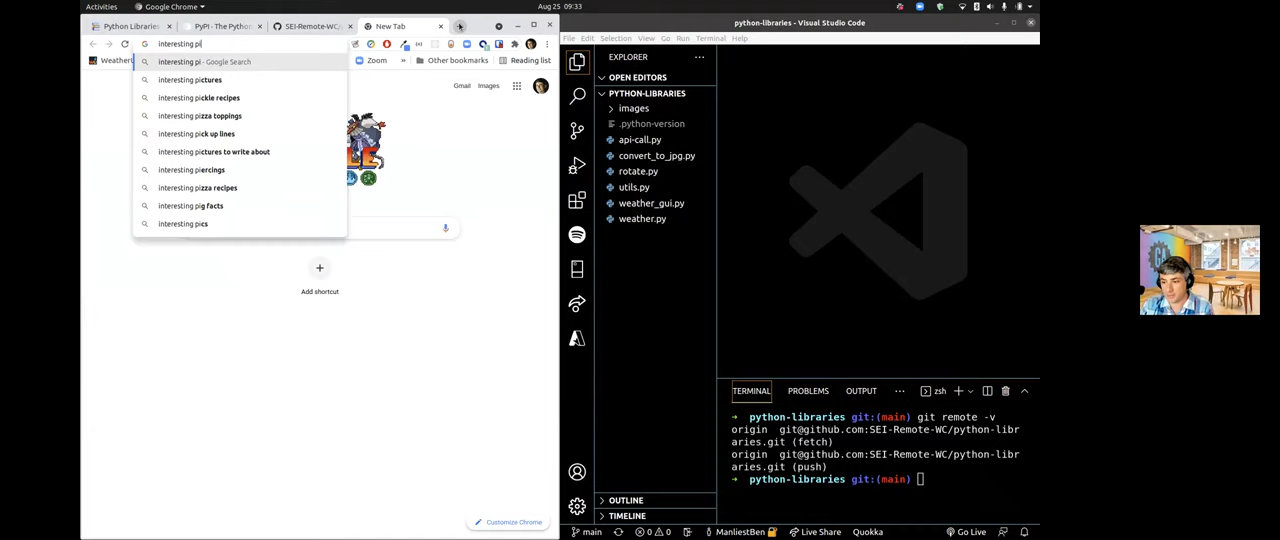 Activities
Google Chrome
Aug 25 09:33
Python Libraries
PyPI - The Python
SEI-Remote-WC/
New Tab
python-libraries - Visual Studio Code
interesting pi
Zoom
Other bookmarks
Reading list
File Edit Selection View Go Run Terminal Help
interesting pi - Google Search
interesting pictures
interesting pickle recipes
interesting pizza toppings
interesting pick up lines
interesting pictures to write about
interesting piercings
interesting pizza recipes
interesting pig facts
interesting pics
Gmail Images
Add shortcut
Customize Chrome
EXPLORER
OPEN EDITORS
PYTHON-LIBRARIES
images
.python-version
api-call.py
convert_to_jpg.py
rotate.py
utils.py
weather_gui.py
weather.py
OUTLINE
TIMELINE
TERMINAL PROBLEMS OUTPUT ··· zsh
→ python-libraries git:(main) git remote -v
origin git@github.com:SEI-Remote-WC/python-libr
aries.git (fetch)
origin git@github.com:SEI-Remote-WC/python-libr
aries.git (push)
→ python-libraries git:(main)
main 0 0 ManliestBen Live Share Quokka Go Live
GA